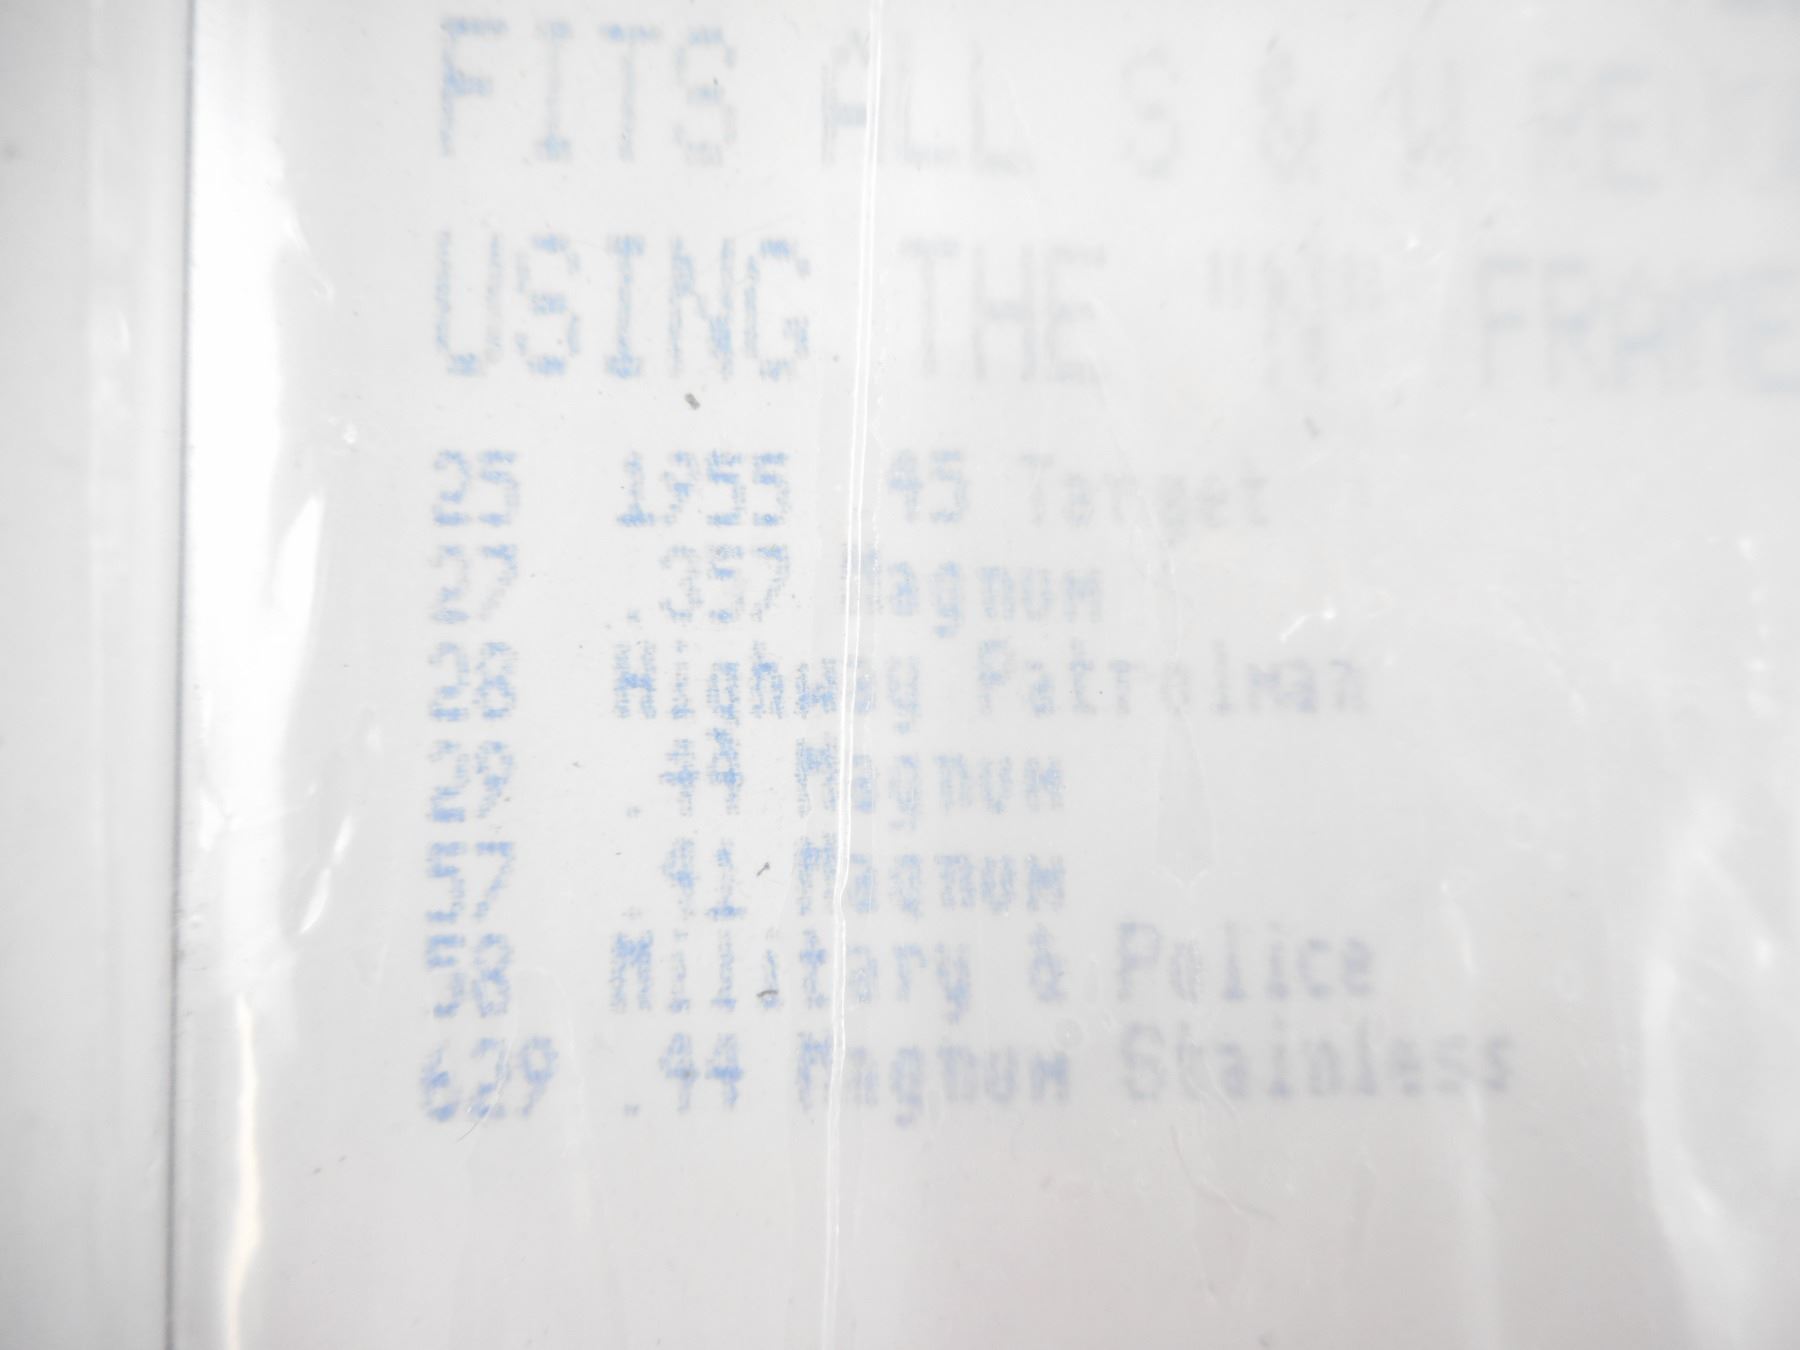 FITS ALL S & W
USING THE "N" FRAME
25 1955 45 Target
27 .357 Magnum
28 Highway Patrolman
29 .44 Magnum
57 .41 Magnum
58 Military & Police
629 .44 Magnum Stainless